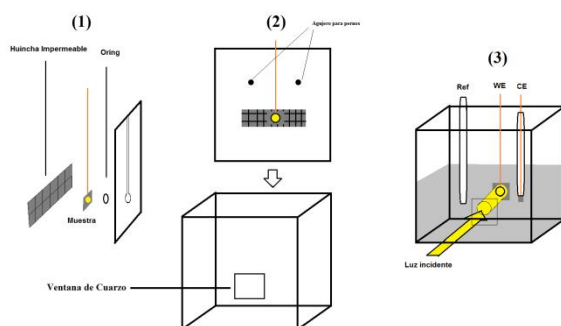 (1)
Huincha Impermeable
Oring
Muestra
(2)
Agujero para pernos
Ventana de Cuarzo
(3)
Ref
WE
CE
Luz incidente